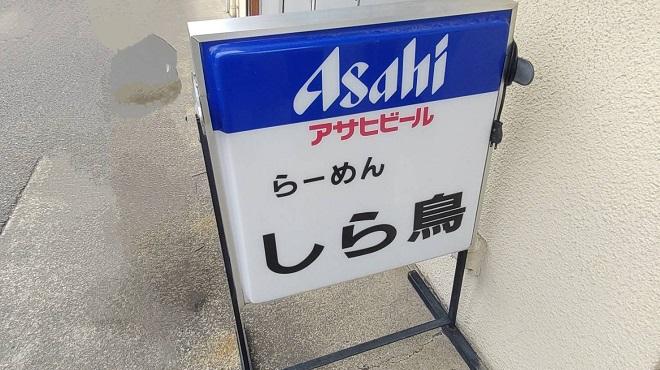 Asahi
アサヒビール
らーめん
しら鳥